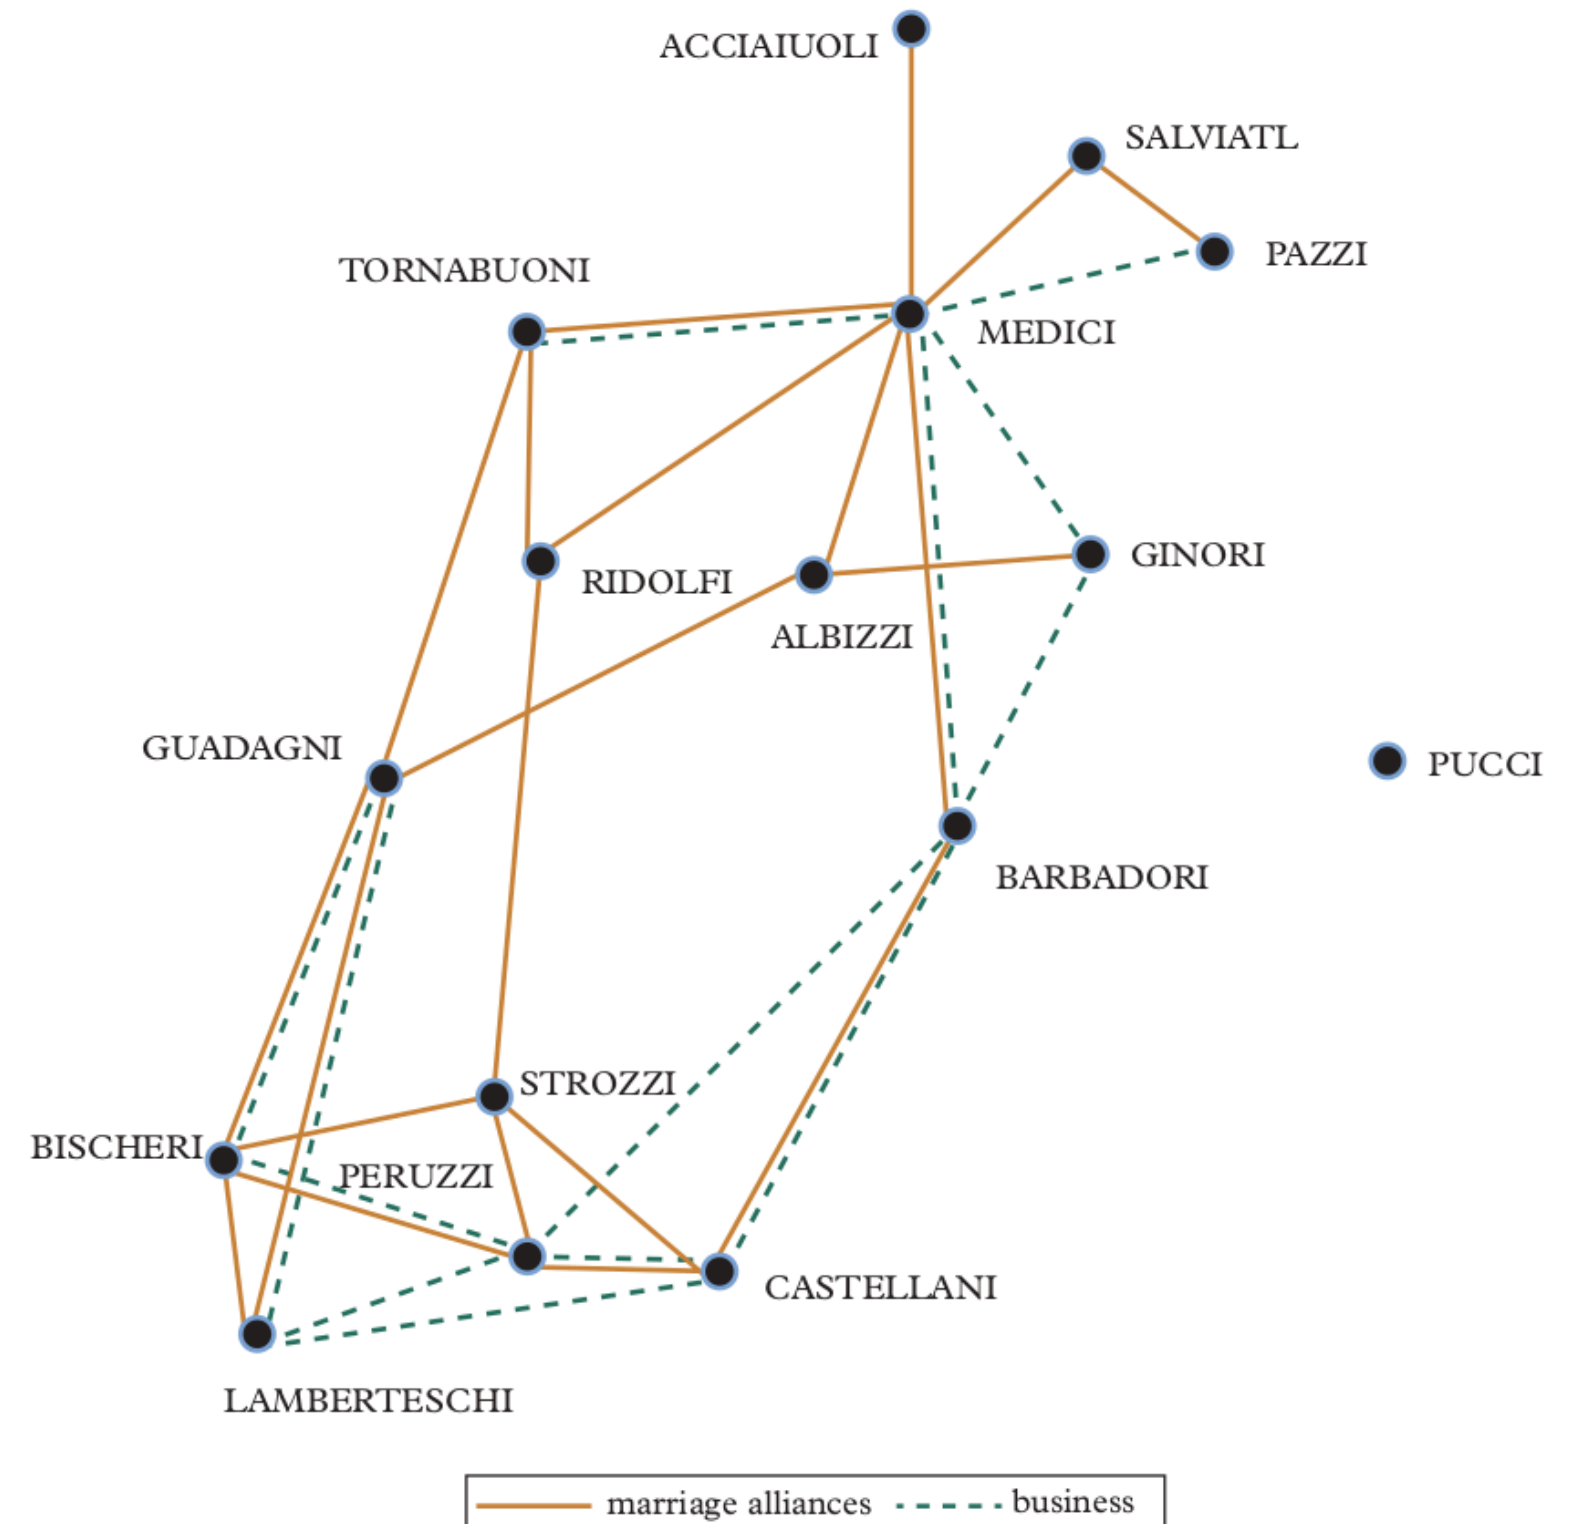 ACCIAIUOLI
SALVIATL
PAZZI
TORNABUONI
MEDICI
GINORI
RIDOLFI
ALBIZZI
GUADAGNI
PUCCI
BARBADORI
STROZZI
BISCHERI
PERUZZI
CASTELLANI
LAMBERTESCHI
marriage alliances business